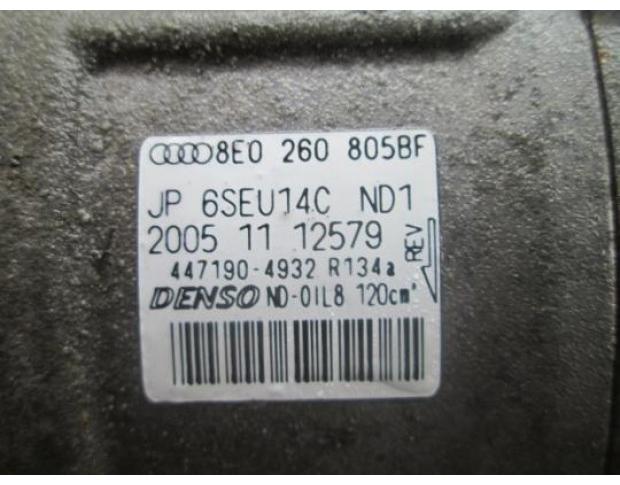 8E0 260 805BF
JP 6SEU14C ND1
2005 11 12579
REV
447190-4932 R134a
DENSO ND-OIL8 120cm³